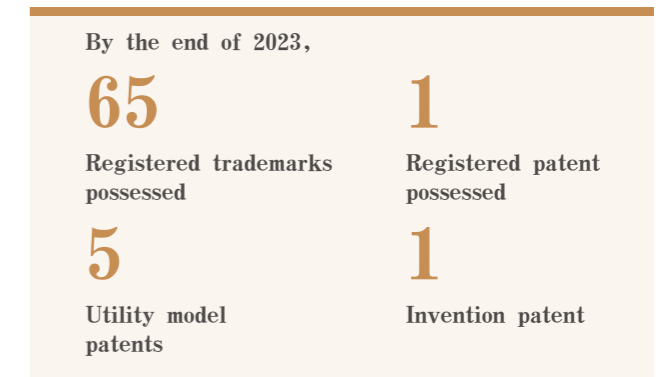 By the end of 2023,
65
Registered trademarks
possessed
1
Registered patent
possessed
5
Utility model
patents
1
Invention patent